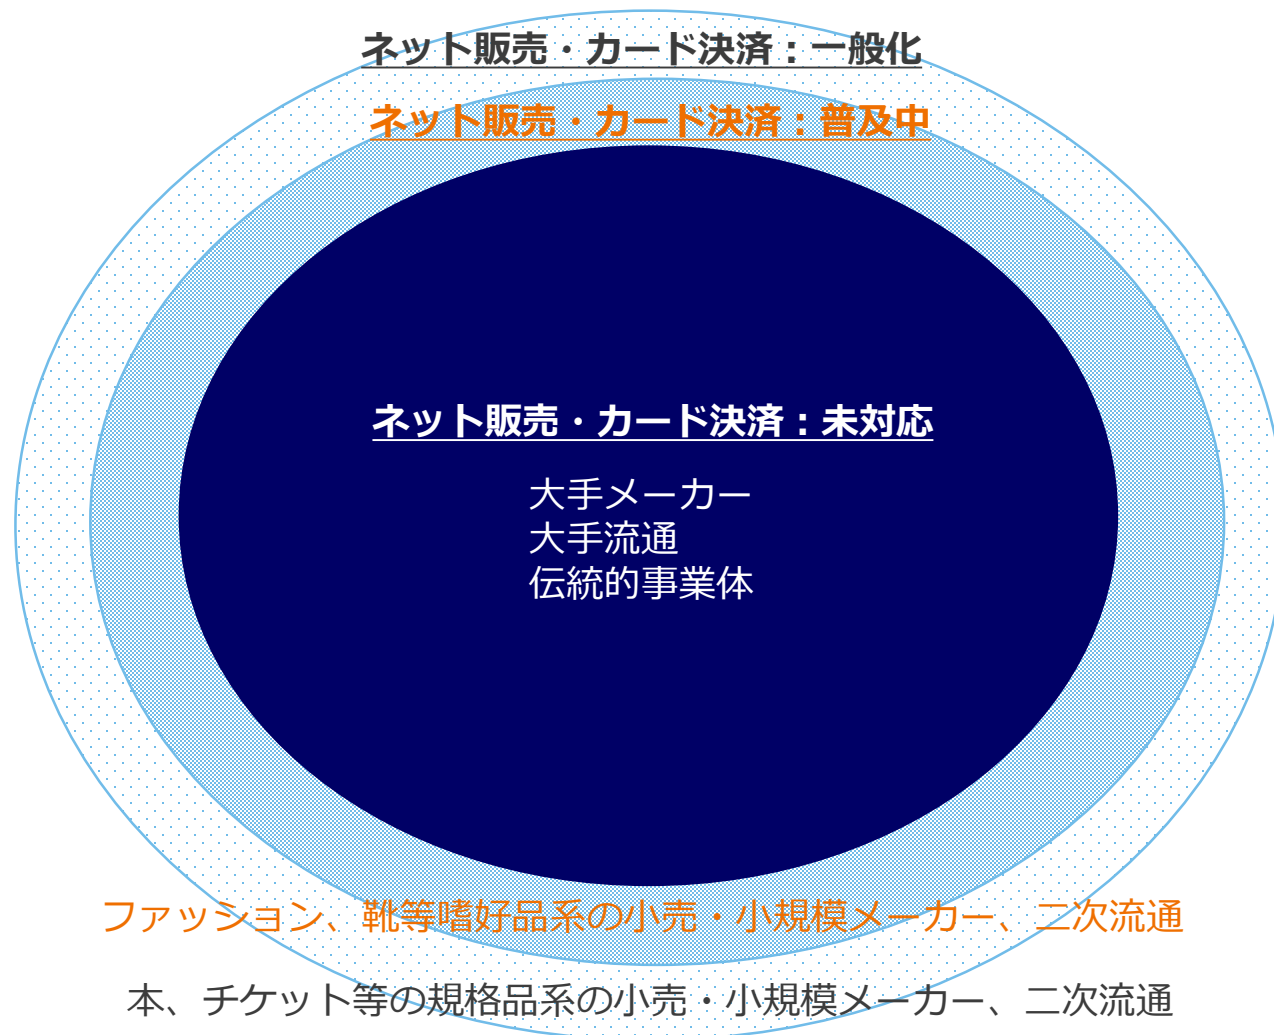 ネット販売・カード決済：一般化
ネット販売・カード決済：普及中
ネット販売・カード決済：未対応
大手メーカー
大手流通
伝統的事業体
ファッション、靴等嗜好品系の小売・小規模メーカー、二次流通
本、チケット等の規格品系の小売・小規模メーカー、二次流通